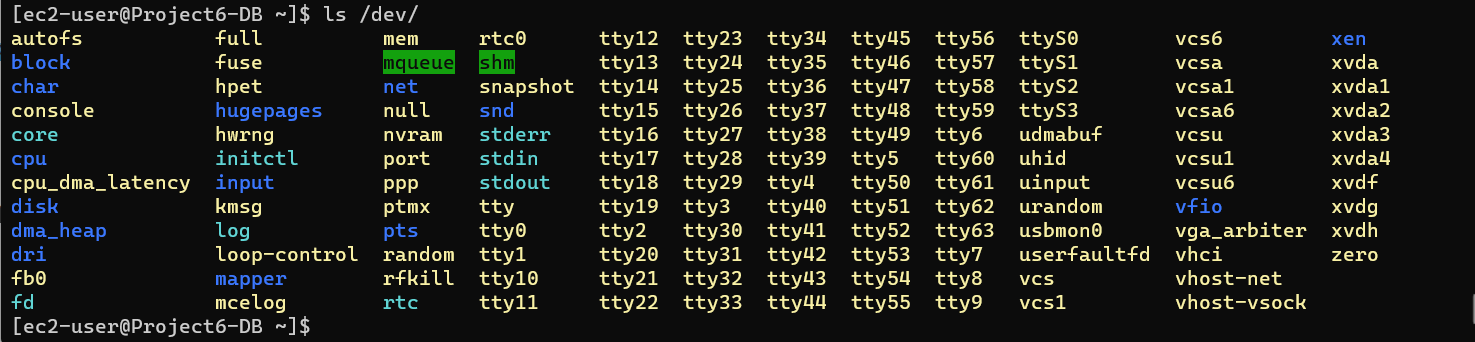 [ec2-user@Project6-DB ~]$ ls /dev/
autofs full mem rtc0 tty12 tty23 tty34 tty45 tty56 ttyS0 vcs6 xen
block fuse mqueue shm tty13 tty24 tty35 tty46 tty57 ttyS1 vcsa xvda
char hpet net snapshot tty14 tty25 tty36 tty47 tty58 ttyS2 vcsa1 xvda1
console hugepages null snd tty15 tty26 tty37 tty48 tty59 ttyS3 vcsa6 xvda2
core hwrng nvram stderr tty16 tty27 tty38 tty49 tty6 udmabuf vcsu xvda3
cpu initctl port stdin tty17 tty28 tty39 tty5 tty60 uhid vcsu1 xvda4
cpu_dma_latency input ppp stdout tty18 tty29 tty4 tty50 tty61 uinput vcsu6 xvdf
disk kmsg ptmx tty tty19 tty3 tty40 tty51 tty62 urandom vfio xvdg
dma_heap log pts tty0 tty2 tty30 tty41 tty52 tty63 usbmon0 vga_arbiter xvdh
dri loop-control random tty1 tty20 tty31 tty42 tty53 tty7 userfaultfd vhci zero
fb0 mapper rfkill tty10 tty21 tty32 tty43 tty54 tty8 vcs vhost-net
fd mcelog rtc tty11 tty22 tty33 tty44 tty55 tty9 vcs1 vhost-vsock
[ec2-user@Project6-DB ~]$